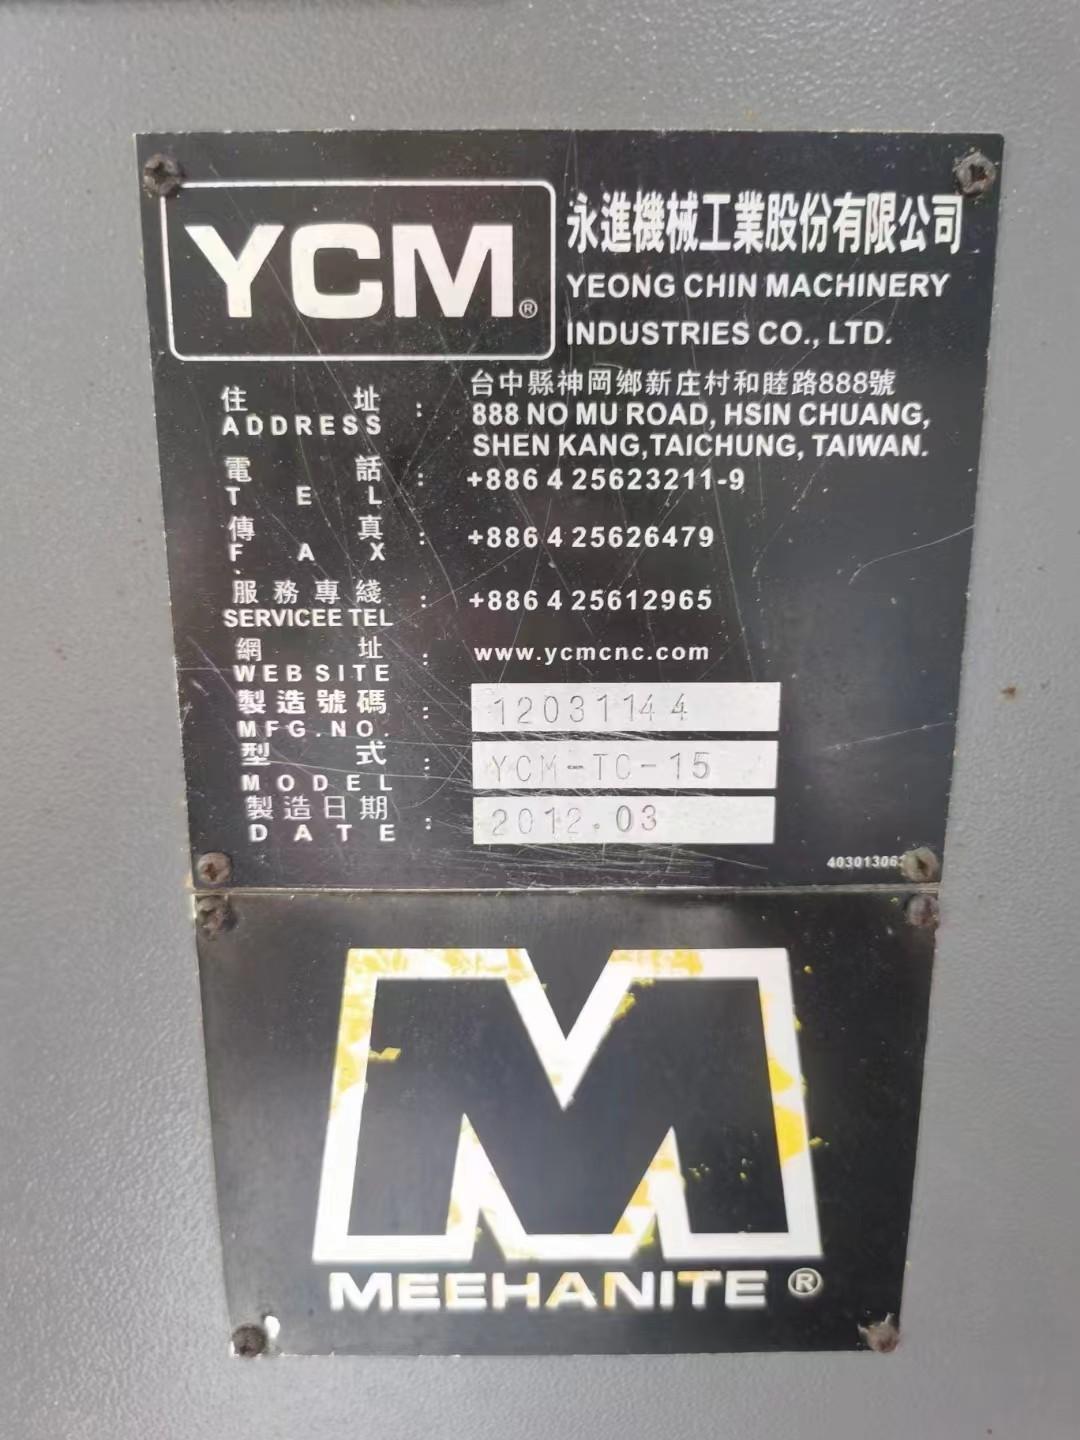 YCM®
永進機械工業股份有限公司
YEONG CHIN MACHINERY
INDUSTRIES CO., LTD.
住址 : 台中縣神岡鄉新庄村和睦路888號
ADDRESS 888 NO MU ROAD, HSIN CHUANG,
SHEN KANG,TAICHUNG, TAIWAN.
電話 : +886 4 25623211-9
TEL
傳真 : +886 4 25626479
FAX
服務專綫 : +886 4 25612965
SERVICEE TEL
網址 : www.ycmcnc.com
WEBSITE
製造號碼 : 12031144
MFG.NO.
型式 : YCM-TC-15
MODEL
製造日期 : 2012.03
DATE
M
MEEHANITE®